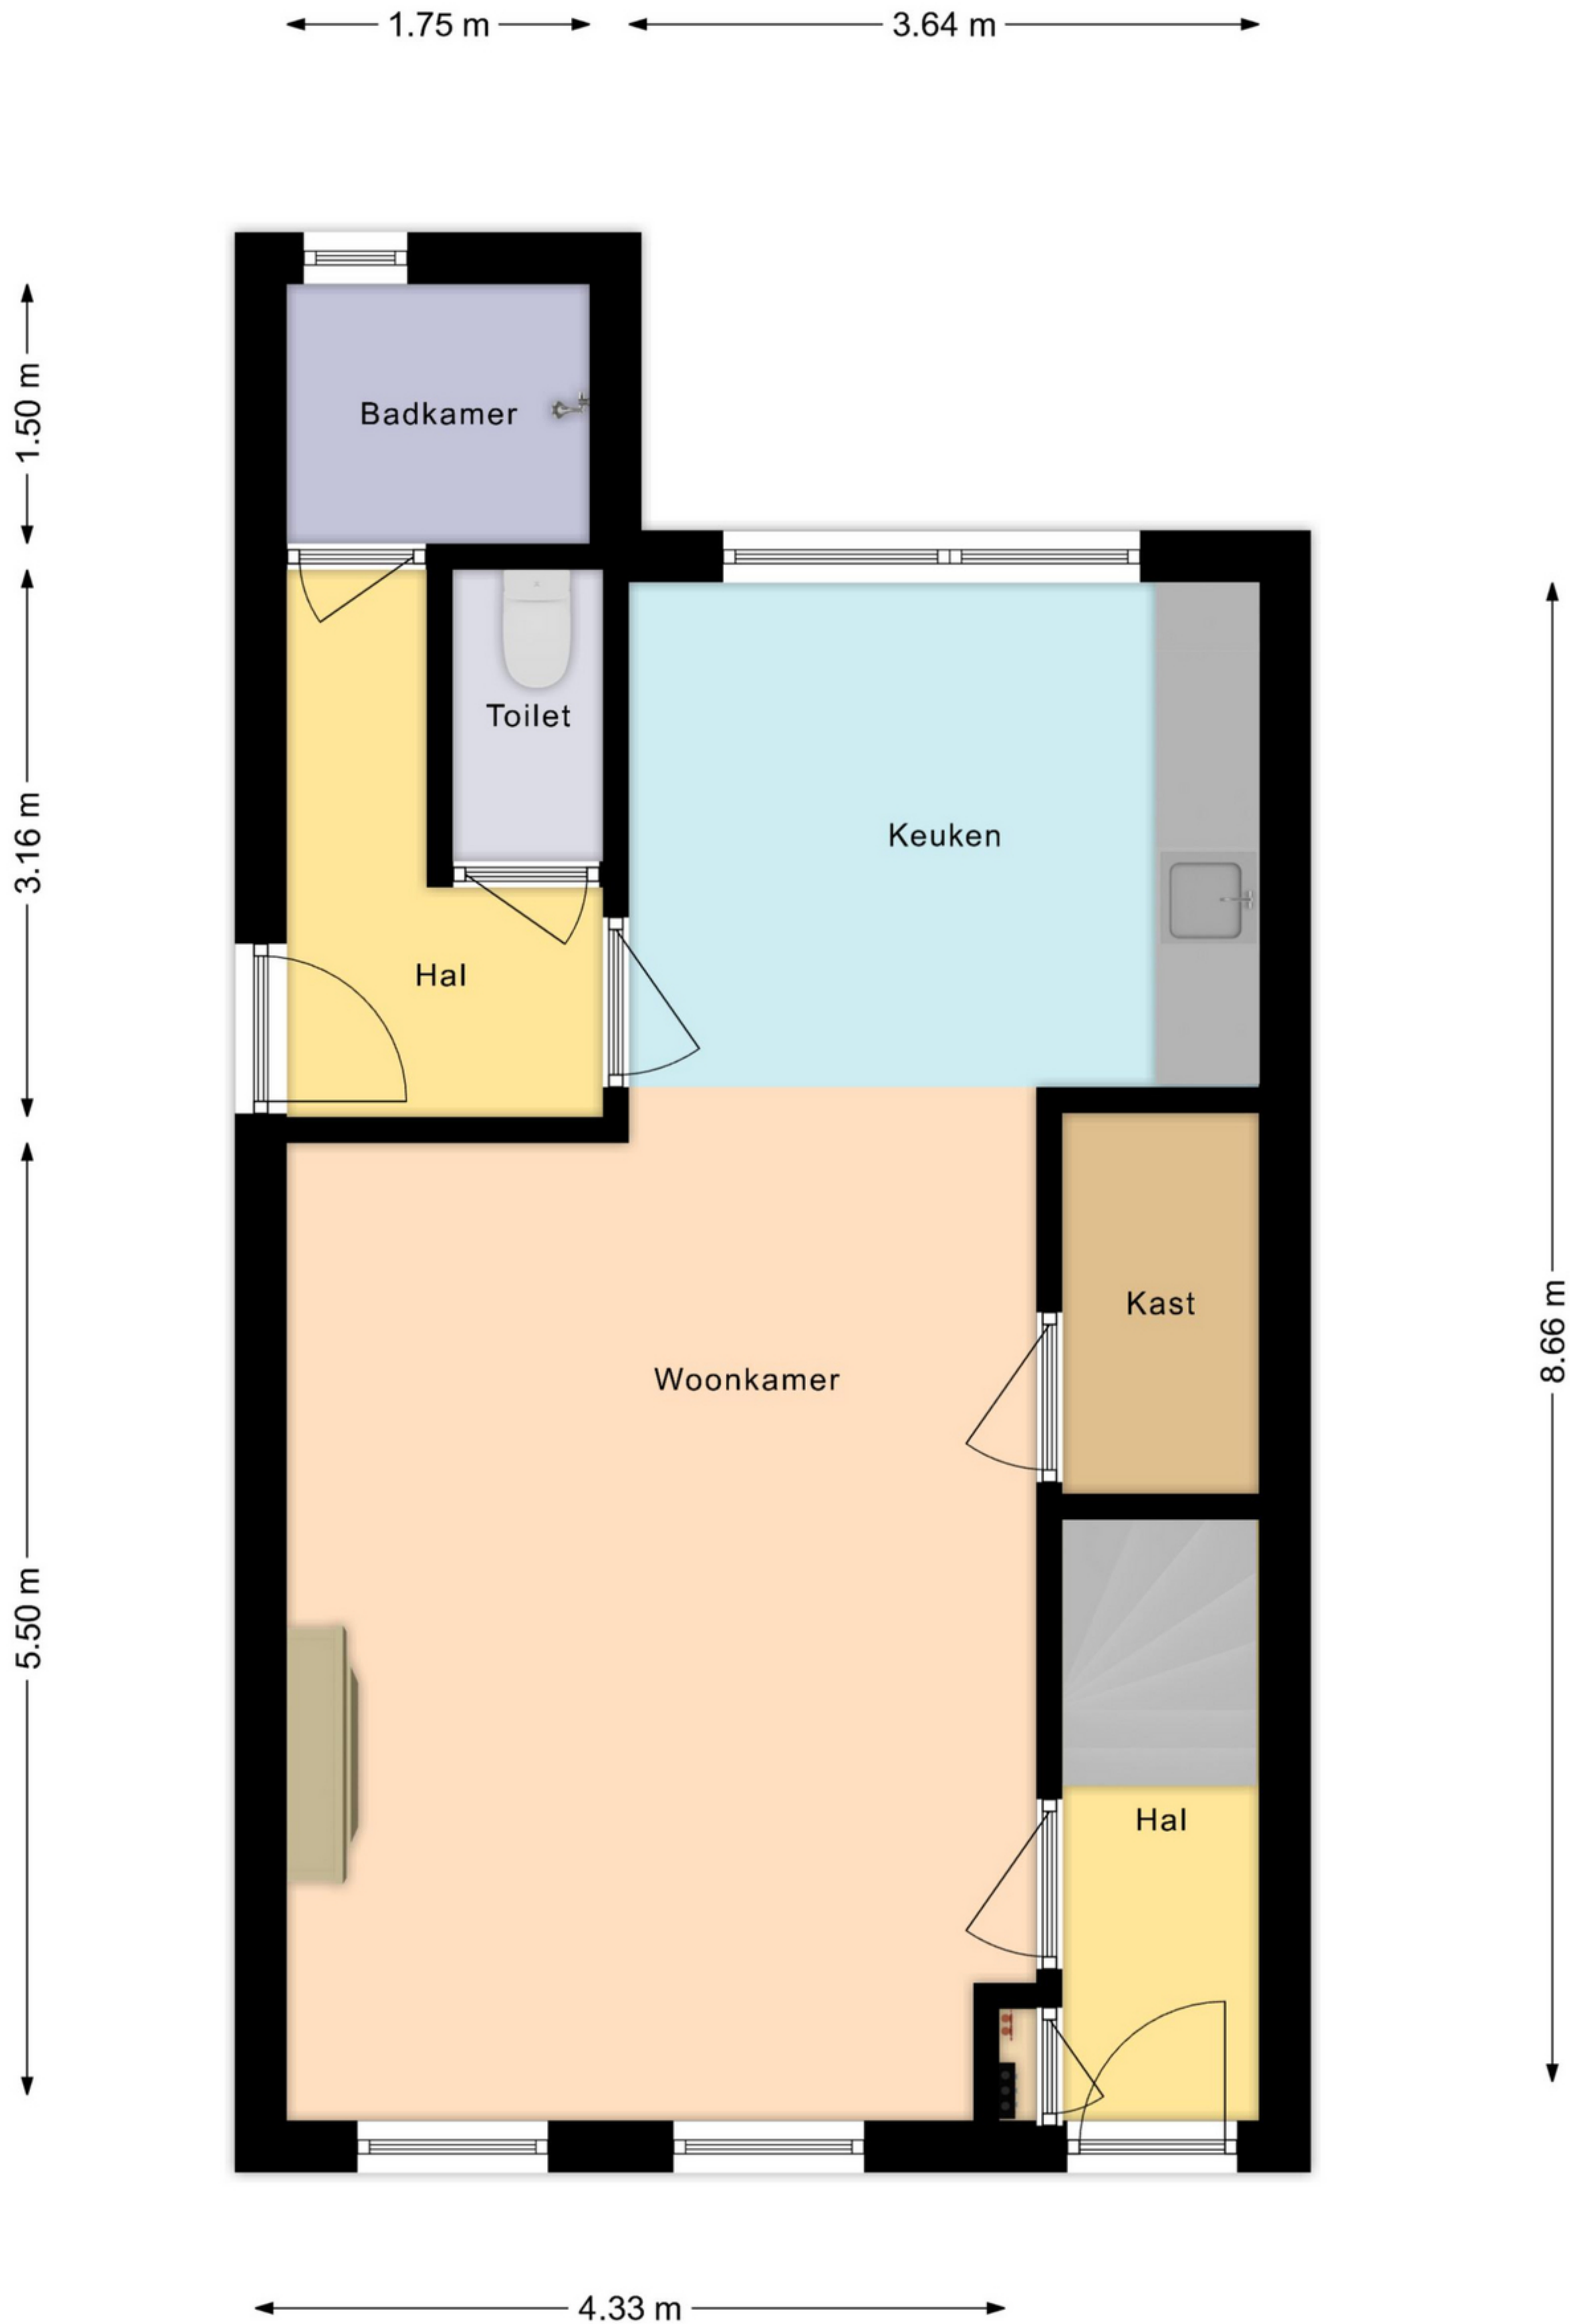 1.75 m
3.64 m
1.50 m
Badkamer
3.16 m
Toilet
Keuken
Hal
5.50 m
Woonkamer
Kast
8.66 m
Hal
4.33 m